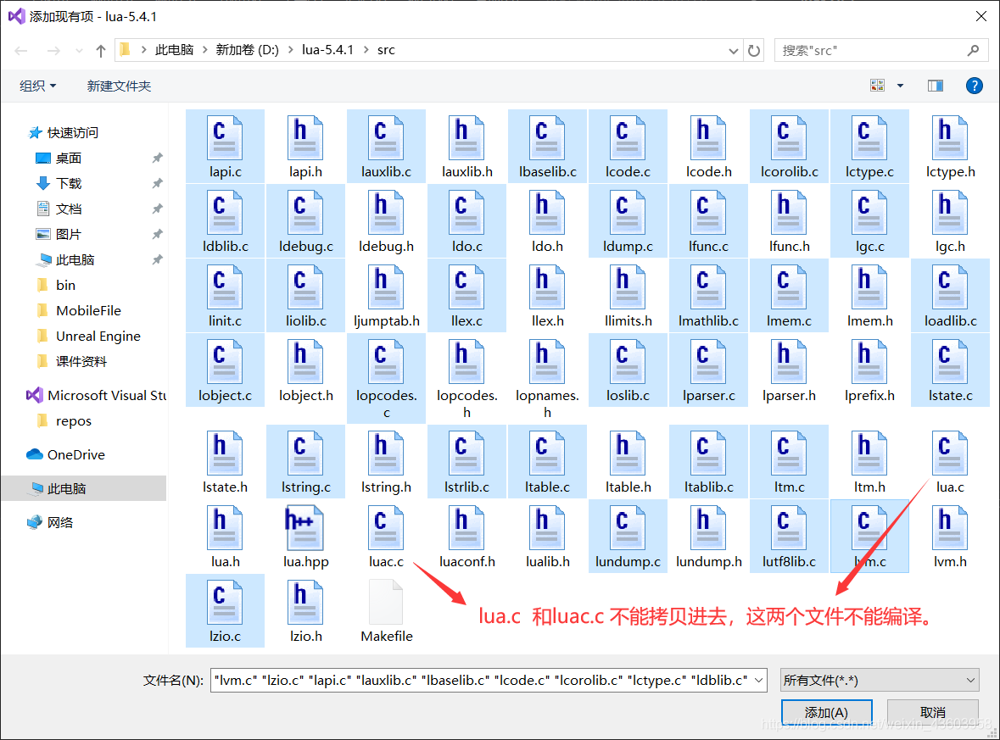 添加现有项 - lua-5.4.1
此电脑 > 新加卷 (D:) > lua-5.4.1 > src
搜索"src"
组织 新建文件夹
快速访问
桌面
下载
文档
图片
此电脑
bin
MobileFile
Unreal Engine
课件资料
Microsoft Visual Stu
repos
OneDrive
此电脑
网络
lapi.c lapi.h lauxlib.c lauxlib.h lbaselib.c lcode.c lcode.h lcorolib.c lctype.c lctype.h
ldblib.c ldebug.c ldebug.h ldo.c ldo.h ldump.c lfunc.c lfunc.h lgc.c lgc.h
linit.c liolib.c ljumptab.h llex.c llex.h llimits.h lmathlib.c lmem.c lmem.h loadlib.c
lobject.c lobject.h lopcodes.c lopcodes.h lopnames.h loslib.c lparser.c lparser.h lprefix.h lstate.c
lstate.h lstring.c lstring.h lstrlib.c ltable.c ltable.h ltablib.c ltm.c ltm.h lua.c
lua.h lua.hpp luac.c luaconf.h lualib.h lundump.c lundump.h lutf8lib.c lvm.c lvm.h
lzio.c lzio.h Makefile
lua.c 和luac.c 不能拷贝进去，这两个文件不能编译。
文件名(N): "lvm.c" "lzio.c" "lapi.c" "lauxlib.c" "lbaselib.c" "lcode.c" "lcorolib.c" "lctype.c" "ldblib.c" 所有文件(*.*)
添加(A) 取消
https://blog.csdn.net/weixin_43603958